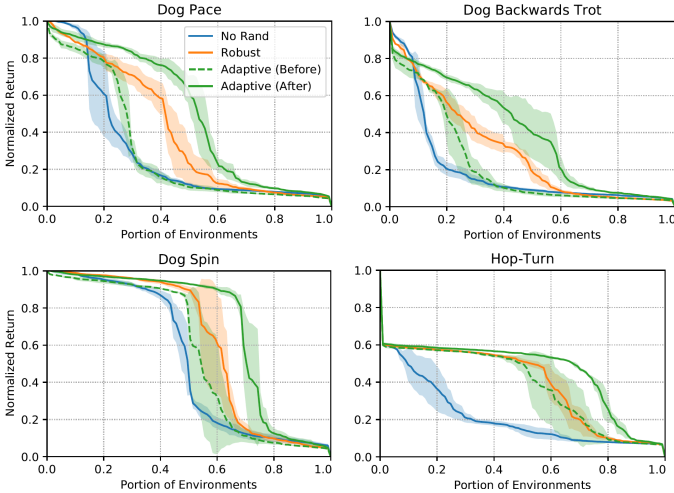 Dog Pace
1.0
0.8
0.6
0.4
0.2
0.0
Normalized Return
0.0 0.2 0.4 0.6 0.8 1.0
Portion of Environments
No Rand
Robust
Adaptive (Before)
Adaptive (After)
Dog Backwards Trot
1.0
0.8
0.6
0.4
0.2
0.0
0.0 0.2 0.4 0.6 0.8 1.0
Portion of Environments
Dog Spin
1.0
0.8
0.6
0.4
0.2
0.0
Normalized Return
0.0 0.2 0.4 0.6 0.8 1.0
Portion of Environments
Hop-Turn
1.0
0.8
0.6
0.4
0.2
0.0
0.0 0.2 0.4 0.6 0.8 1.0
Portion of Environments